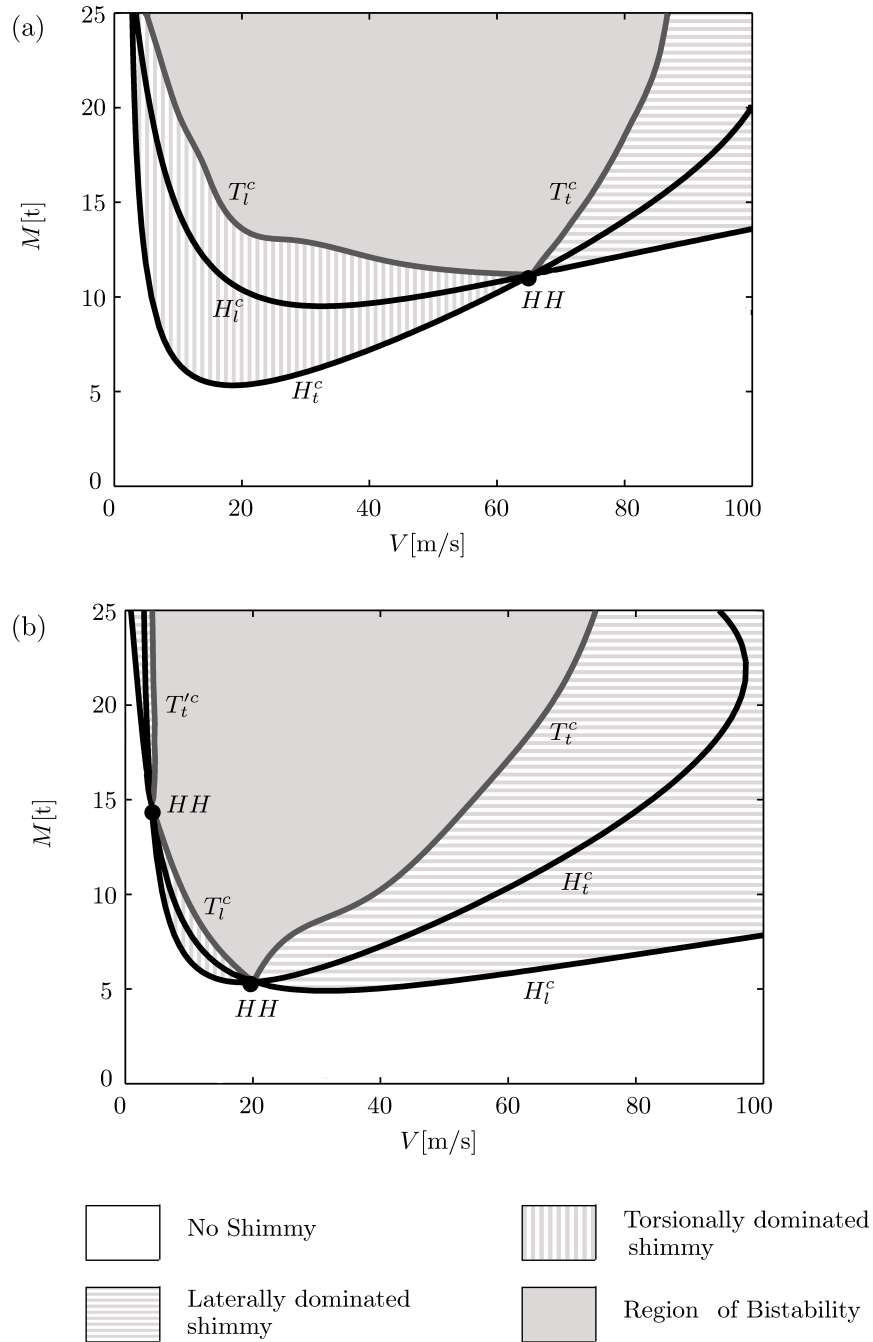 (a)
25
20
15
10
5
0
M[t]
T_l^c
T_t^c
H_l^c
HH
H_t^c
0 20 40 60 80 100
V[m/s]
(b)
25
20
15
10
5
0
M[t]
T_t'^c
T_t^c
HH
H_t^c
T_l^c
H_l^c
HH
0 20 40 60 80 100
V[m/s]
No Shimmy
Torsionally dominated
shimmy
Laterally dominated
shimmy
Region of Bistability